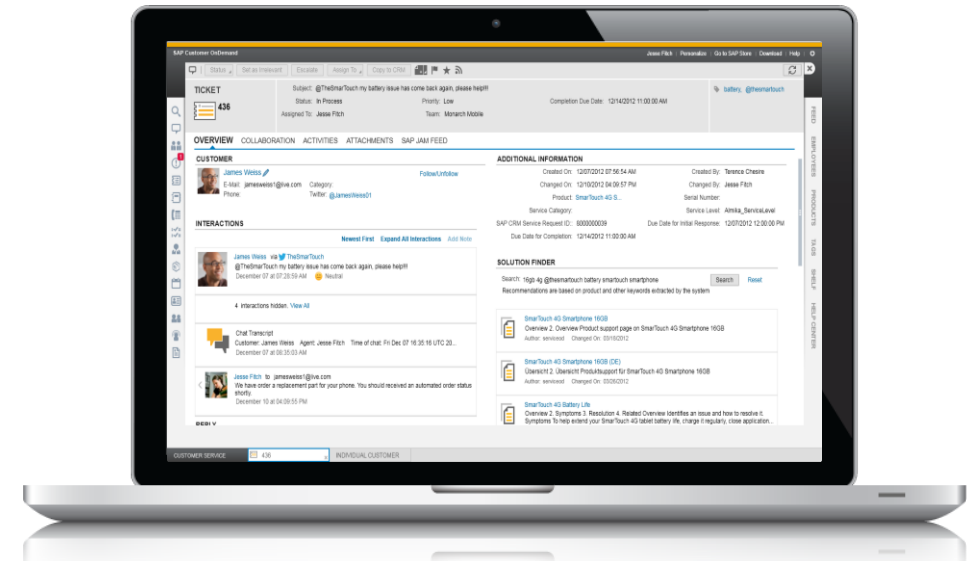 SAP Customer OnDemand
Jesse Fitch | Personalize | Go to SAP Store | Download | Help
Status Set as Irrelevant Escalate Assign To Copy to CRM
TICKET
436
Subject: @TheSmarTouch my battery issue has come back again, please help!!!
Status: In Process Priority: Low Completion Due Date: 12/14/2012 11:00:00 AM
Assigned To: Jesse Fitch Team: Monarch Mobile
battery, @thesmartouch
OVERVIEW COLLABORATION ACTIVITIES ATTACHMENTS SAP JAM FEED
CUSTOMER
James Weiss Follow/Unfollow
E-Mail: jamesweiss1@live.com Category:
Phone: Twitter: @JamesWeiss01
INTERACTIONS
Newest First Expand All Interactions Add Note
James Weiss via TheSmarTouch
@TheSmarTouch my battery issue has come back again, please help!!!
December 07 at 07:26:59 AM Neutral
4 interactions hidden. View All
Chat Transcript
Customer: James Weiss Agent: Jesse Fitch Time of chat: Fri Dec 07 16:35:16 UTC 20...
December 07 at 08:35:03 AM
Jesse Fitch to jamesweiss1@live.com
We have order a replacement part for your phone. You should received an automated order status
shortly.
December 10 at 04:09:55 PM
REPLY
ADDITIONAL INFORMATION
Created On: 12/07/2012 07:56:54 AM Created By: Terence Chesire
Changed On: 12/10/2012 04:09:57 PM Changed By: Jesse Fitch
Product: SmarTouch 4G S... Serial Number:
Service Category: Service Level: Almika_ServiceLevel
SAP CRM Service Request ID: 8000000039 Due Date for Initial Response: 12/07/2012 12:00:00 PM
Due Date for Completion: 12/14/2012 11:00:00 AM
SOLUTION FINDER
Search: 16gb 4g @thesmartouch battery smartouch smartphone Search Reset
Recommendations are based on product and other keywords extracted by the system
SmarTouch 4G Smartphone 16GB
Overview 2. Overview Product support page on SmarTouch 4G Smartphone 16GB
Author: servicest Changed On: 03/19/2012
SmarTouch 4G Smartphone 16GB (DE)
Übersicht 2. Übersicht Produktsupport für SmarTouch 4G Smartphone 16GB
Author: servicest Changed On: 03/26/2012
SmarTouch 4G Battery Life
Overview 2. Symptoms 3. Resolution 4. Related Overview Identifies an issue and how to resolve it.
Symptoms To help extend your SmarTouch 4G tablet battery life, charge it regularly, close application...
FEED
EMPLOYEES
PRODUCTS
TAGS
SHELF
HELP CENTER
CUSTOMER SERVICE 436 INDIVIDUAL CUSTOMER